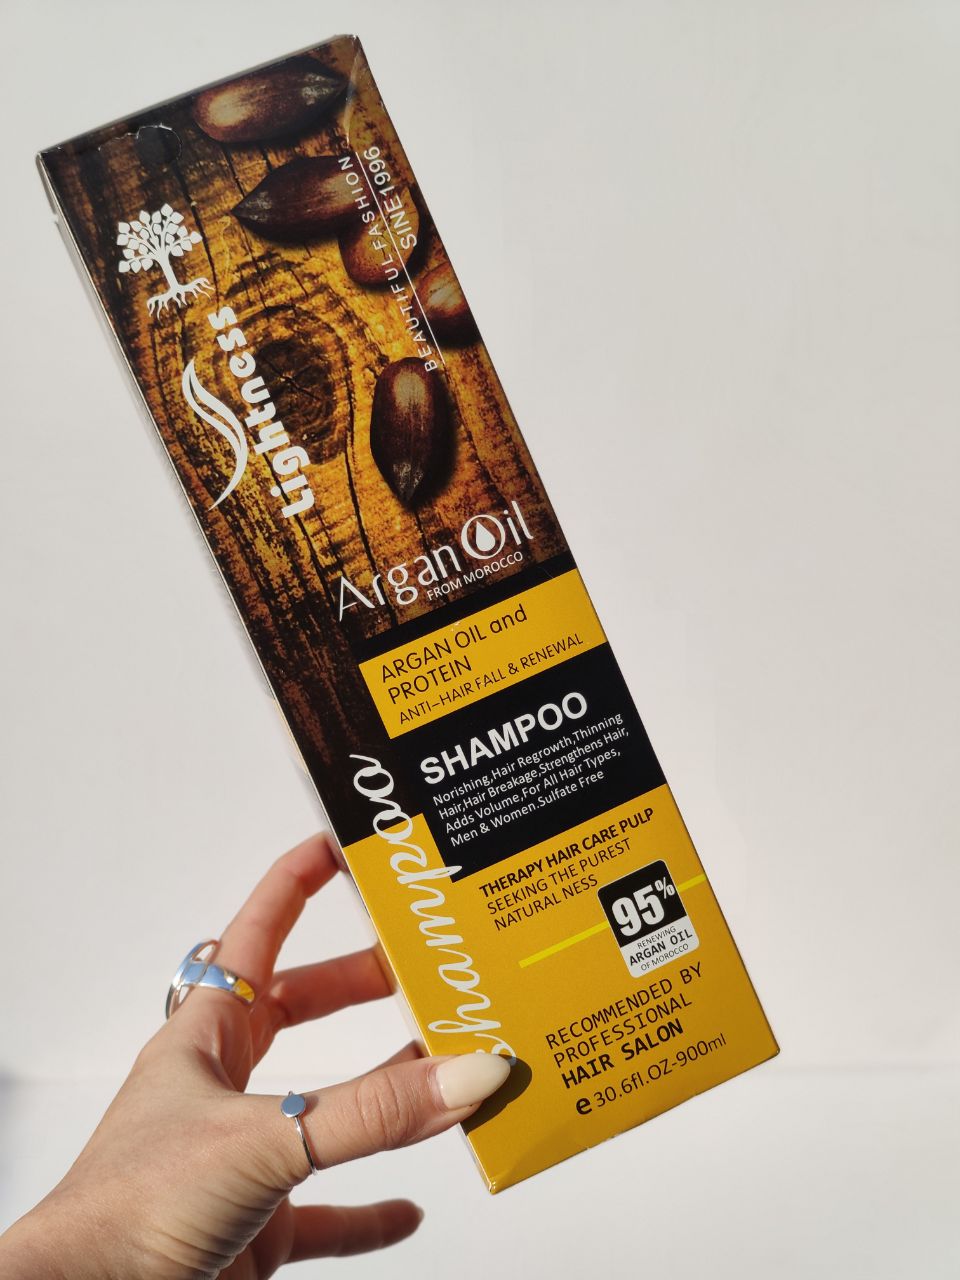 BEAUTIFUL FASHION
SINE1996
Lightness
Argan Oil
FROM MOROCCO
ARGAN OIL and
PROTEIN
ANTI-HAIR FALL & RENEWAL
SHAMPOO
Norishing,Hair Regrowth,Thinning
Hair,Hair Breakage,Strengthens Hair,
Adds Volume,For All Hair Types,
Men & Women.Sulfate Free
shampoo
THERAPY HAIR CARE PULP
SEEKING THE PUREST
NATURAL NESS
95%
RENEWING
ARGAN OIL
OF MOROCCO
RECOMMENDED BY
PROFESSIONAL
HAIR SALON
e 30.6fl.OZ-900ml